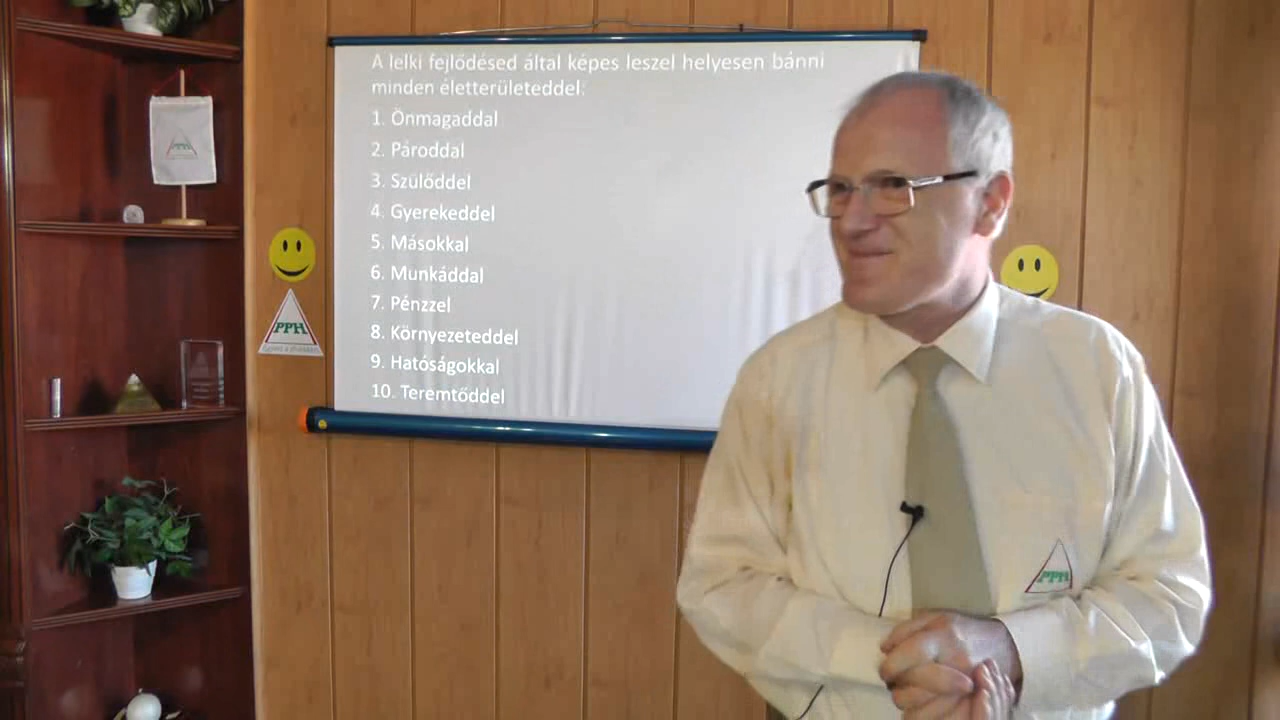 A lelki fejlődésed által képes leszel helyesen bánni
minden életterületeddel:
1. Önmagaddal
2. Pároddal
3. Szülőddel
4. Gyerekeddel
5. Másokkal
6. Munkáddal
7. Pénzzel
8. Környezeteddel
9. Hatóságokkal
10. Teremtőddel
PPH
PPH